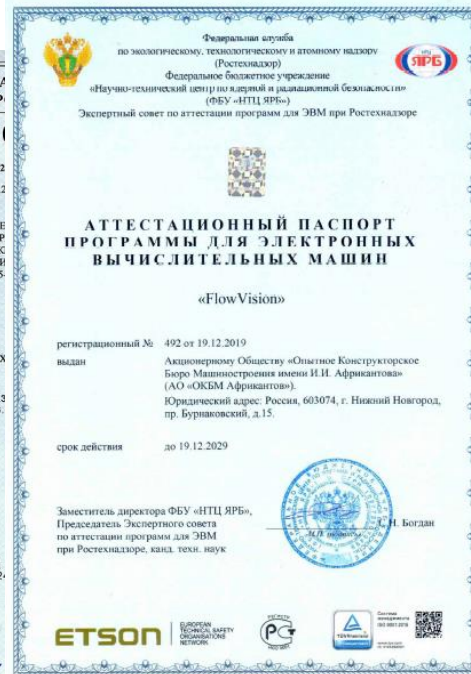 Федеральная служба
по экологическому, технологическому и атомному надзору
(Ростехнадзор)
Федеральное бюджетное учреждение
«Научно-технический центр по ядерной и радиационной безопасности»
(ФБУ «НТЦ ЯРБ»)
Экспертный совет по аттестации программ для ЭВМ при Ростехнадзоре
НТЦ
ЯРБ
АТТЕСТАЦИОННЫЙ ПАСПОРТ
ПРОГРАММЫ ДЛЯ ЭЛЕКТРОННЫХ
ВЫЧИСЛИТЕЛЬНЫХ МАШИН
«FlowVision»
регистрационный № 492 от 19.12.2019
выдан Акционерному Обществу «Опытное Конструкторское
Бюро Машиностроения имени И.И. Африкантова»
(АО «ОКБМ Африкантов»).
Юридический адрес: Россия, 603074, г. Нижний Новгород,
пр. Бурнаковский, д.15.
срок действия до 19.12.2029
Заместитель директора ФБУ «НТЦ ЯРБ»,
Председатель Экспертного совета
по аттестации программ для ЭВМ
при Ростехнадзоре, канд. техн. наук
С.Н. Богдан
ETSON
EUROPEAN
TECHNICAL SAFETY
ORGANISATIONS
NETWORK
Система
менеджмента